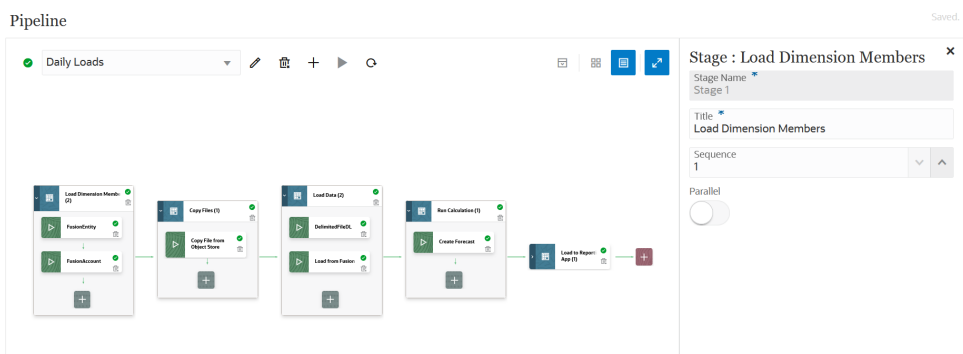 Pipeline
Saved.
Daily Loads
Load Dimension Membe
(2)
FusionEntity
FusionAccount
Copy Files (1)
Copy File from
Object Store
Load Data (2)
DelimitedFileDL
Load from Fusion
Run Calculation (1)
Create Forecast
Load to Report
App (1)
Stage : Load Dimension Members
Stage Name *
Stage 1
Title *
Load Dimension Members
Sequence
1
Parallel